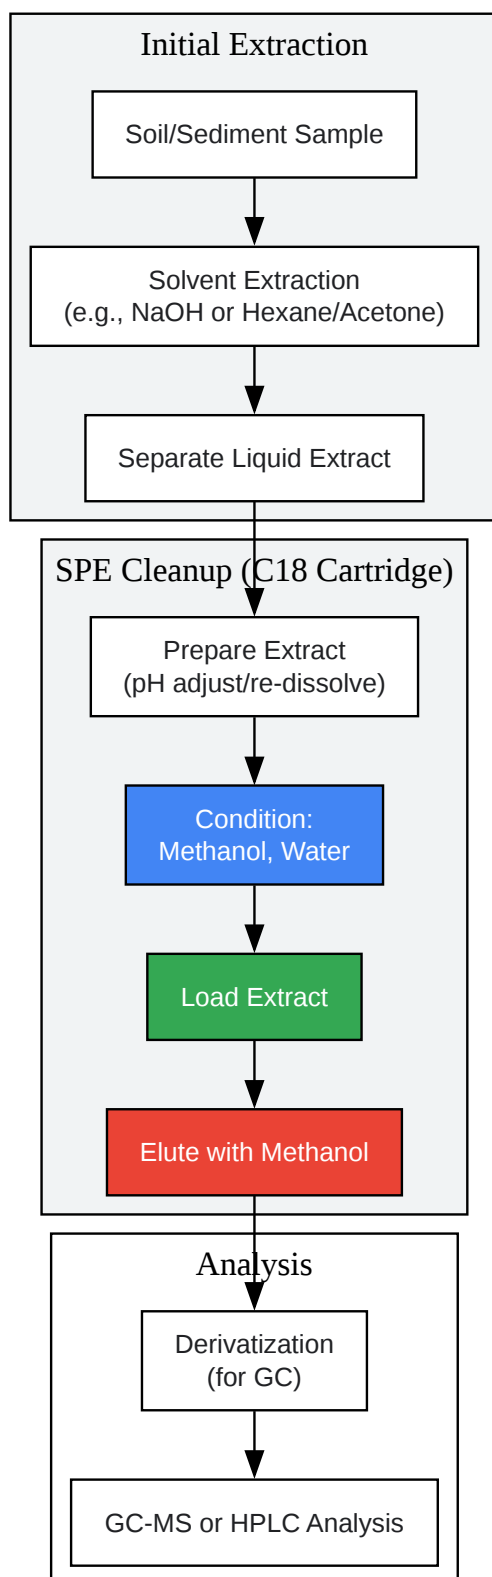 Initial Extraction
Soil/Sediment Sample
Solvent Extraction
(e.g., NaOH or Hexane/Acetone)
Separate Liquid Extract
SPE Cleanup (C18 Cartridge)
Prepare Extract
(pH adjust/re-dissolve)
Condition:
Methanol, Water
Load Extract
Elute with Methanol
Analysis
Derivatization
(for GC)
GC-MS or HPLC Analysis